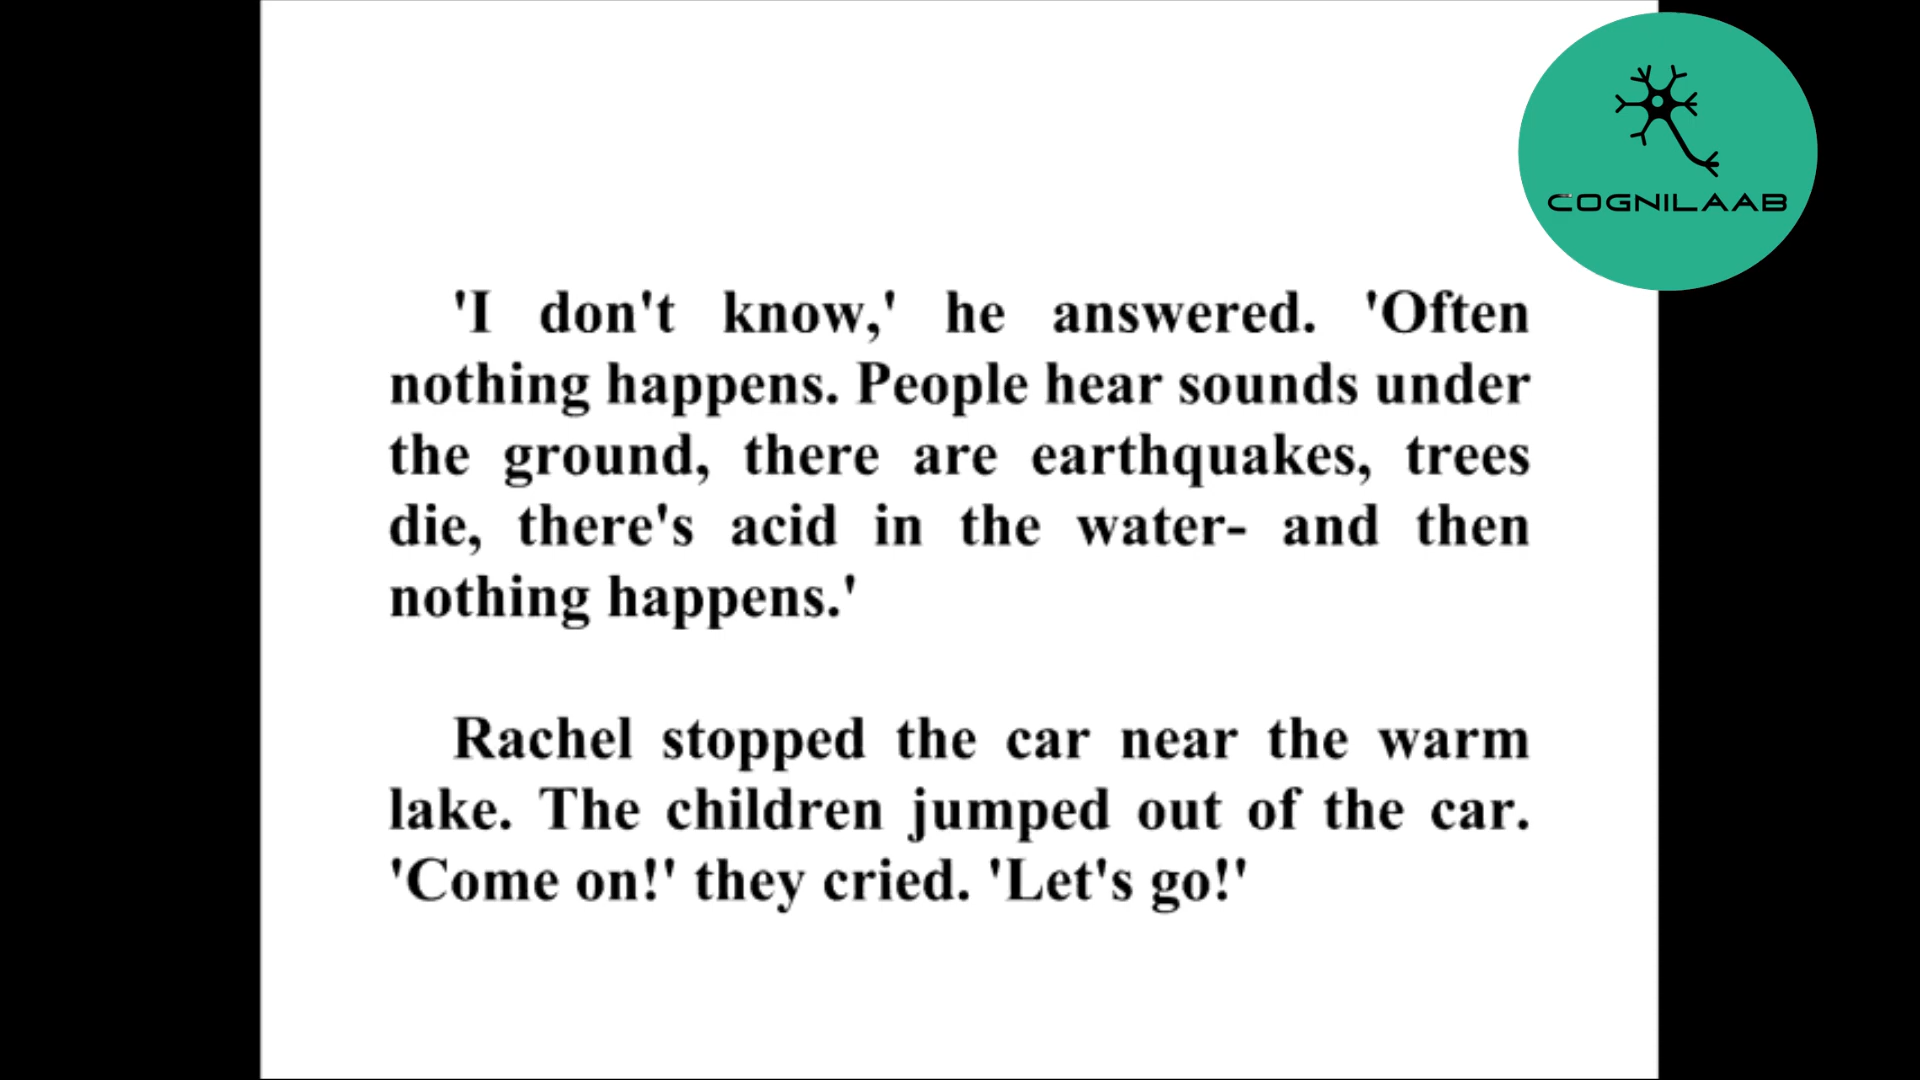 COGNILAAB
'I don't know,' he answered. 'Often
nothing happens. People hear sounds under
the ground, there are earthquakes, trees
die, there's acid in the water- and then
nothing happens.'
Rachel stopped the car near the warm
lake. The children jumped out of the car.
'Come on!' they cried. 'Let's go!'